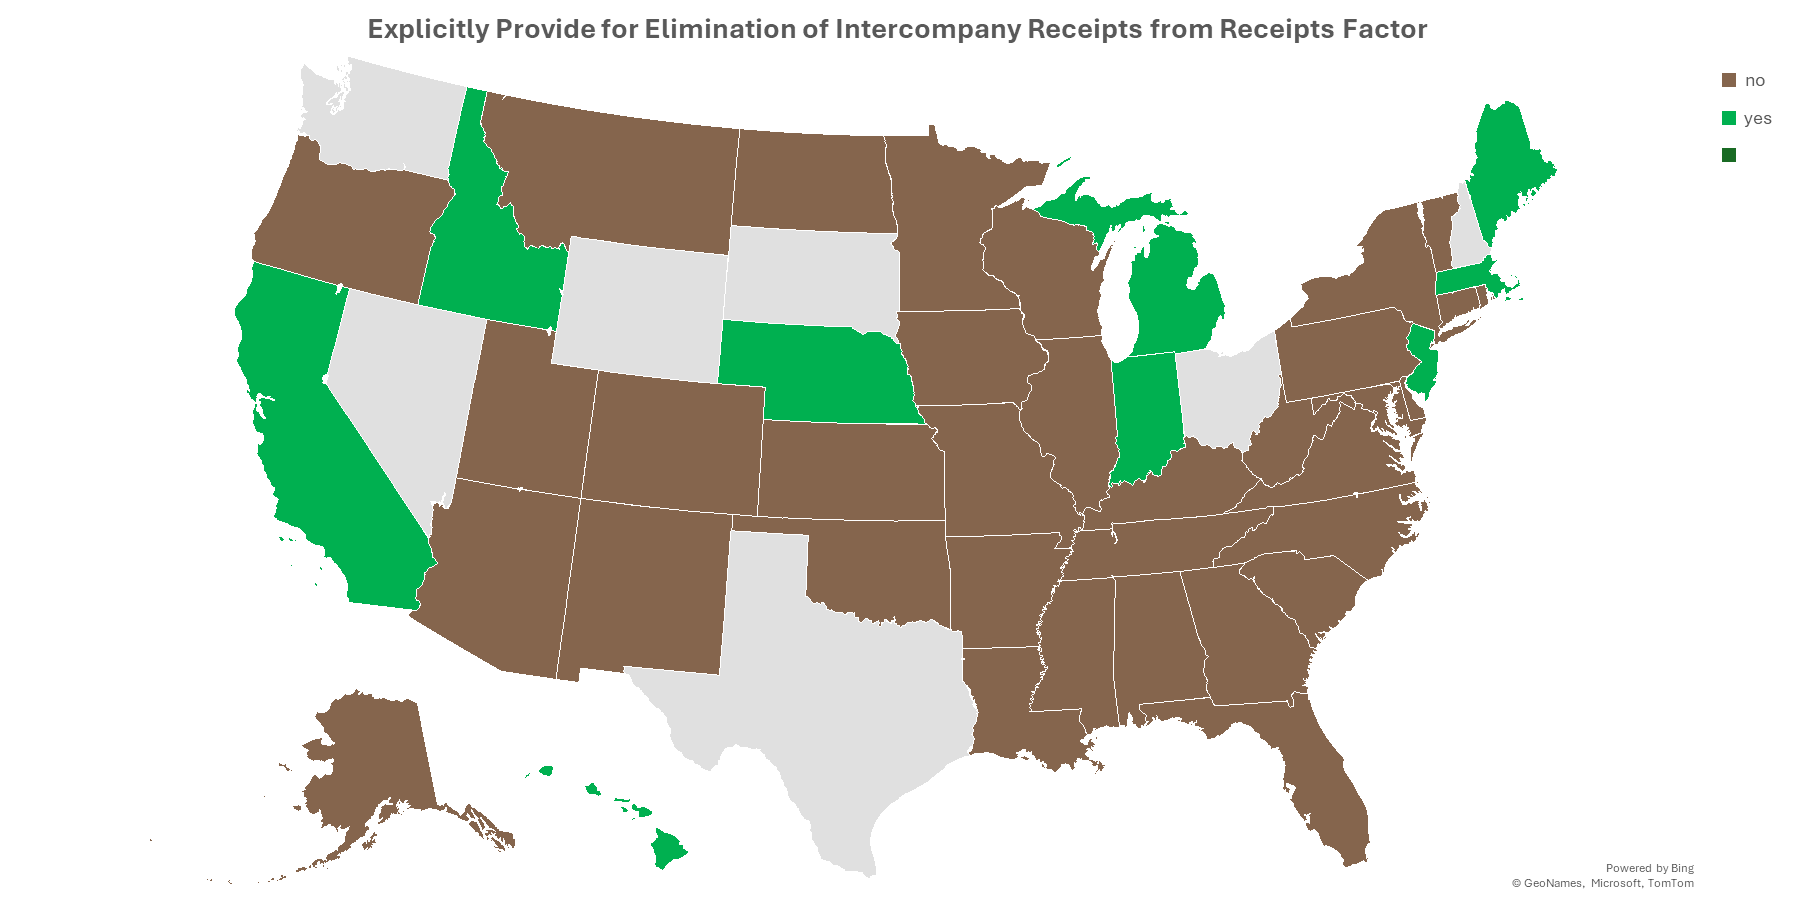 Explicitly Provide for Elimination of Intercompany Receipts from Receipts Factor
no
yes
Powered by Bing
© GeoNames, Microsoft, TomTom